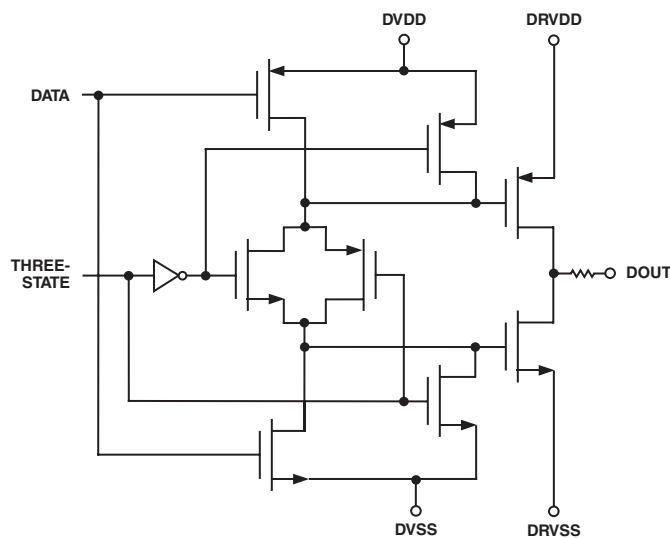 DVDD
DRVDD
DATA
THREE-
STATE
DOUT
DVSS
DRVSS